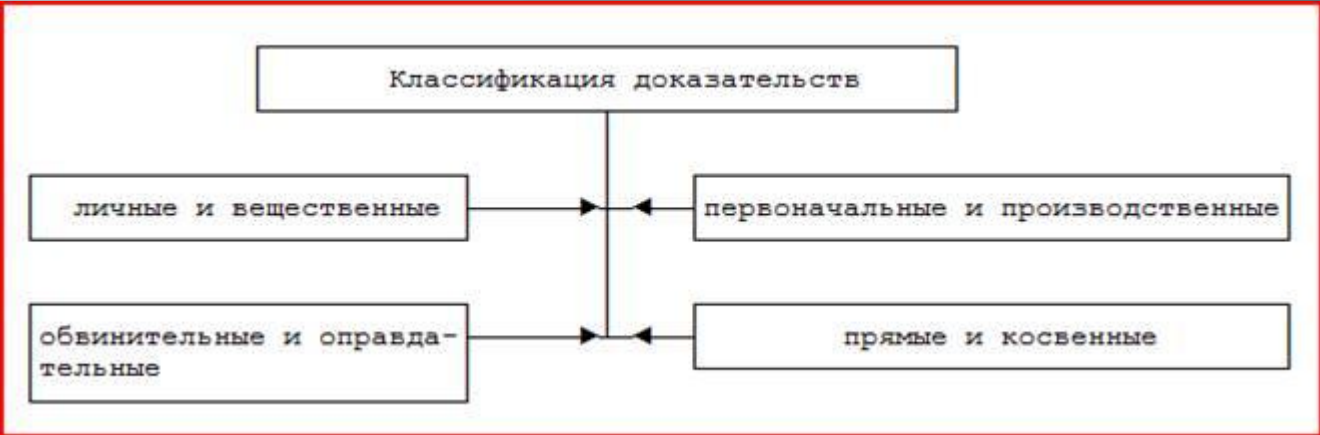 Классификация доказательств
личные и вещественные
первоначальные и производственные
обвинительные и оправда-
тельные
прямые и косвенные